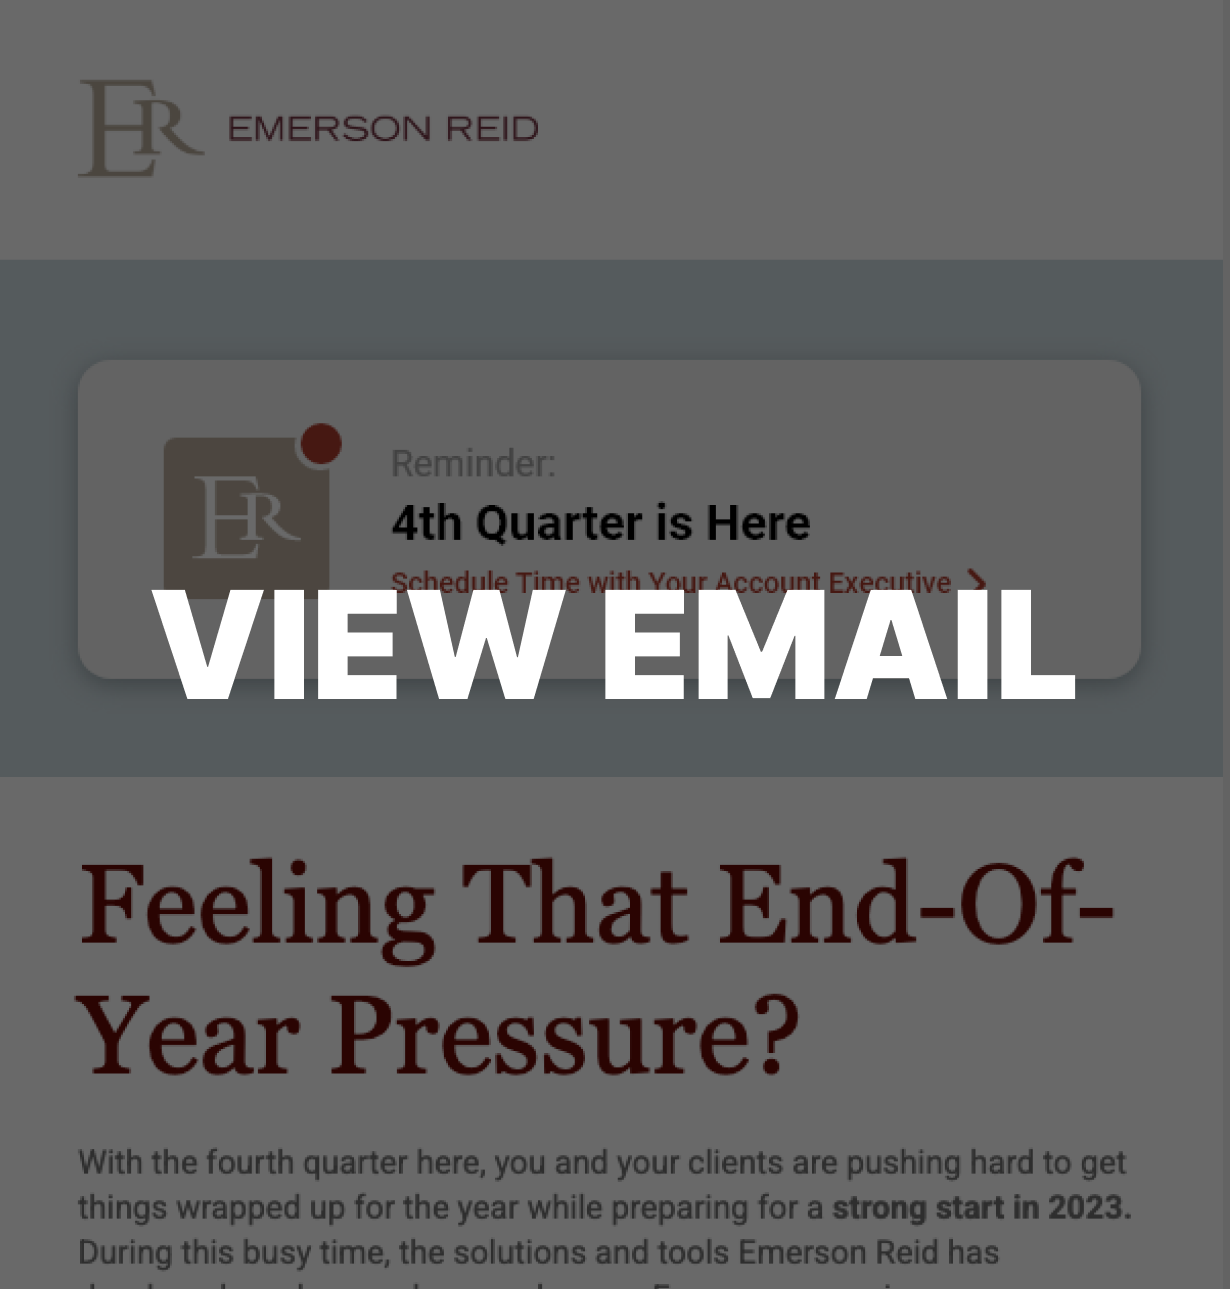 ER EMERSON REID
Reminder:
ER
4th Quarter is Here
Schedule Time with Your Account Executive
VIEW EMAIL
Feeling That End-Of-
Year Pressure?
With the fourth quarter here, you and your clients are pushing hard to get
things wrapped up for the year while preparing for a strong start in 2023.
During this busy time, the solutions and tools Emerson Reid has